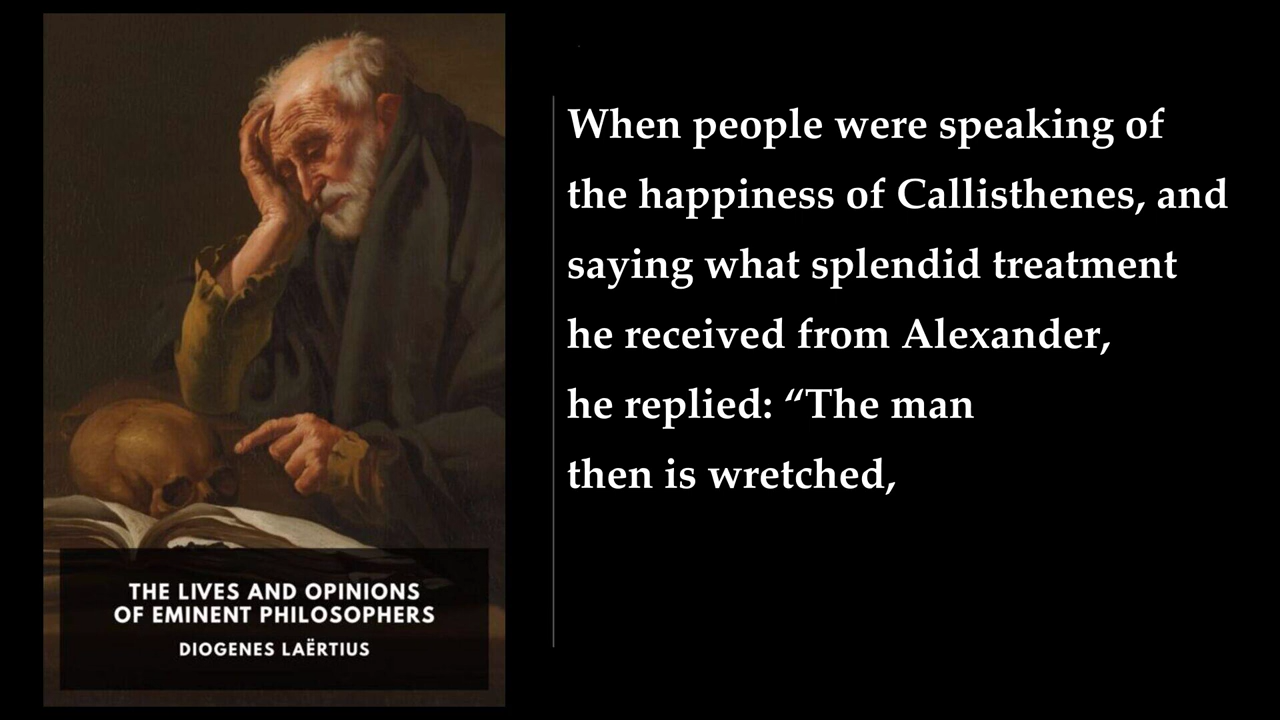 THE LIVES AND OPINIONS
OF EMINENT PHILOSOPHERS
DIOGENES LAËRTIUS
When people were speaking of
the happiness of Callisthenes, and
saying what splendid treatment
he received from Alexander,
he replied: “The man
then is wretched,